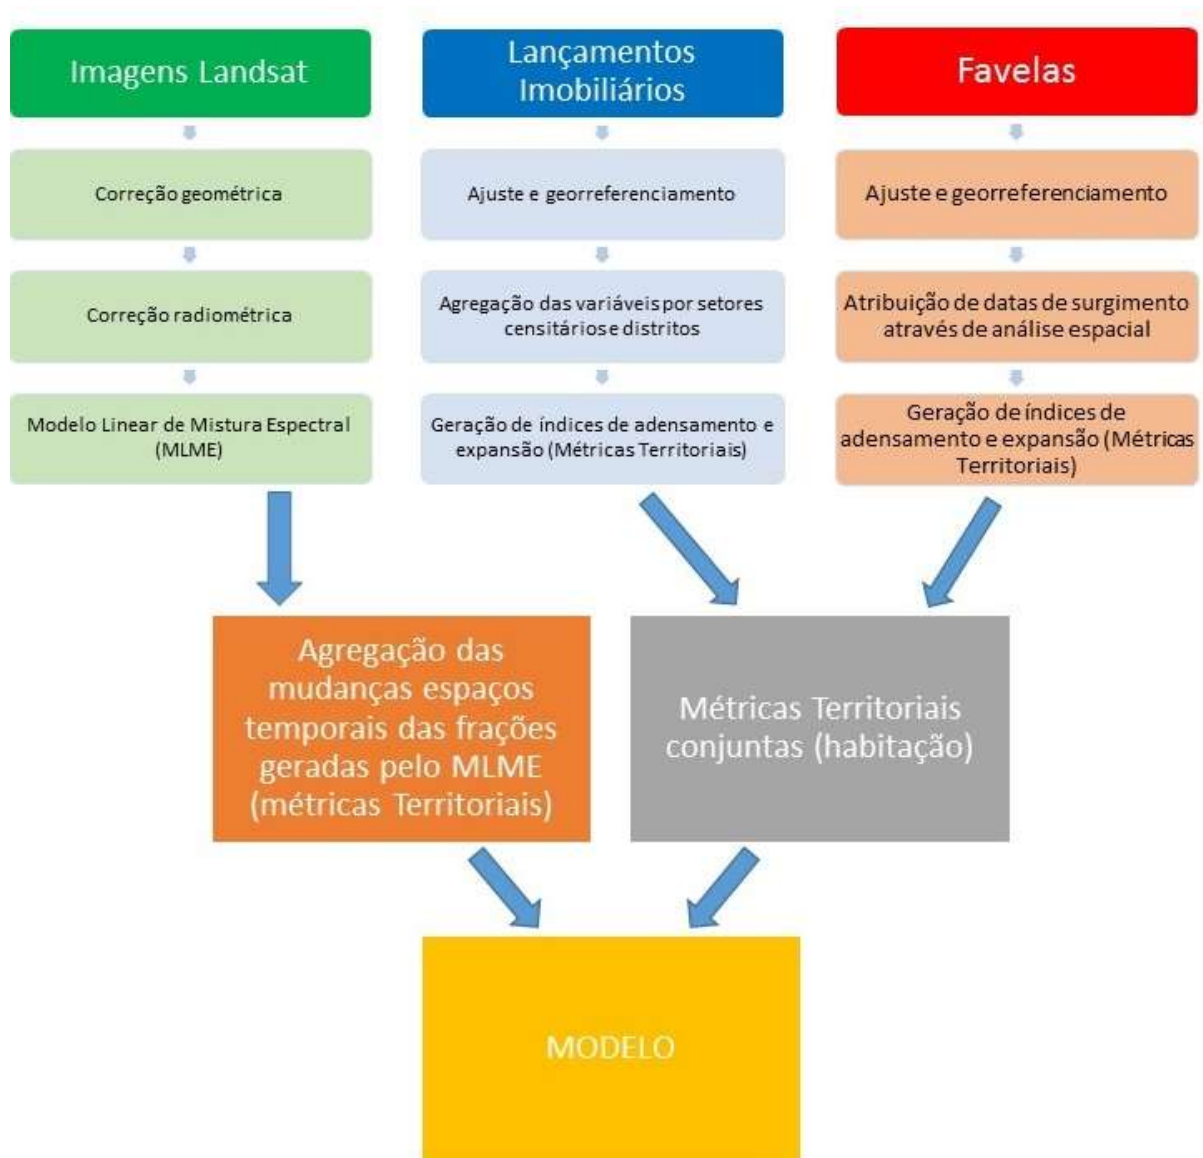 Imagens Landsat
Correção geométrica
Correção radiométrica
Modelo Linear de Mistura Espectral
(MLME)
Lançamentos
Imobiliários
Ajuste e georreferenciamento
Agregação das variáveis por setores
censitários e distritos
Geração de índices de adensamento e
expansão (Métricas Territoriais)
Favelas
Ajuste e georreferenciamento
Atribuição de datas de surgimento
através de análise espacial
Geração de índices de
adensamento e expansão (Métricas
Territoriais)
Agregação das
mudanças espaços
temporais das frações
geradas pelo MLME
(métricas Territoriais)
Métricas Territoriais
conjuntas (habitação)
MODELO